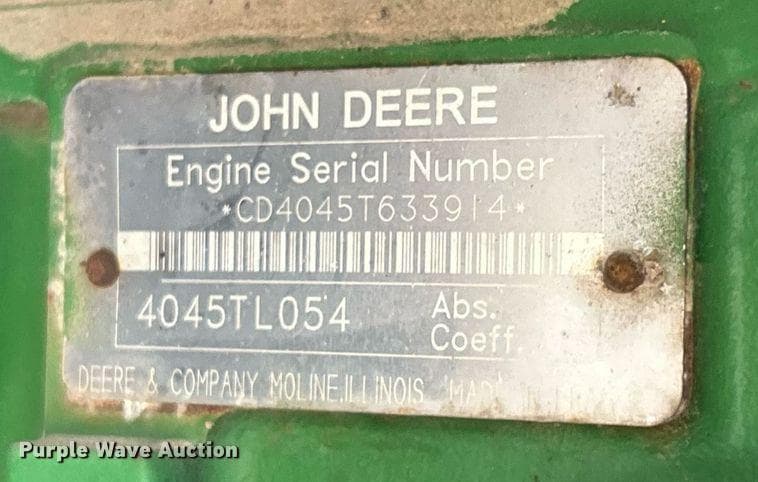 JOHN DEERE
Engine Serial Number
*CD4045T633914*
4045TL054
Abs.
Coeff.
DEERE & COMPANY MOLINE,ILLINOIS
Purple Wave Auction